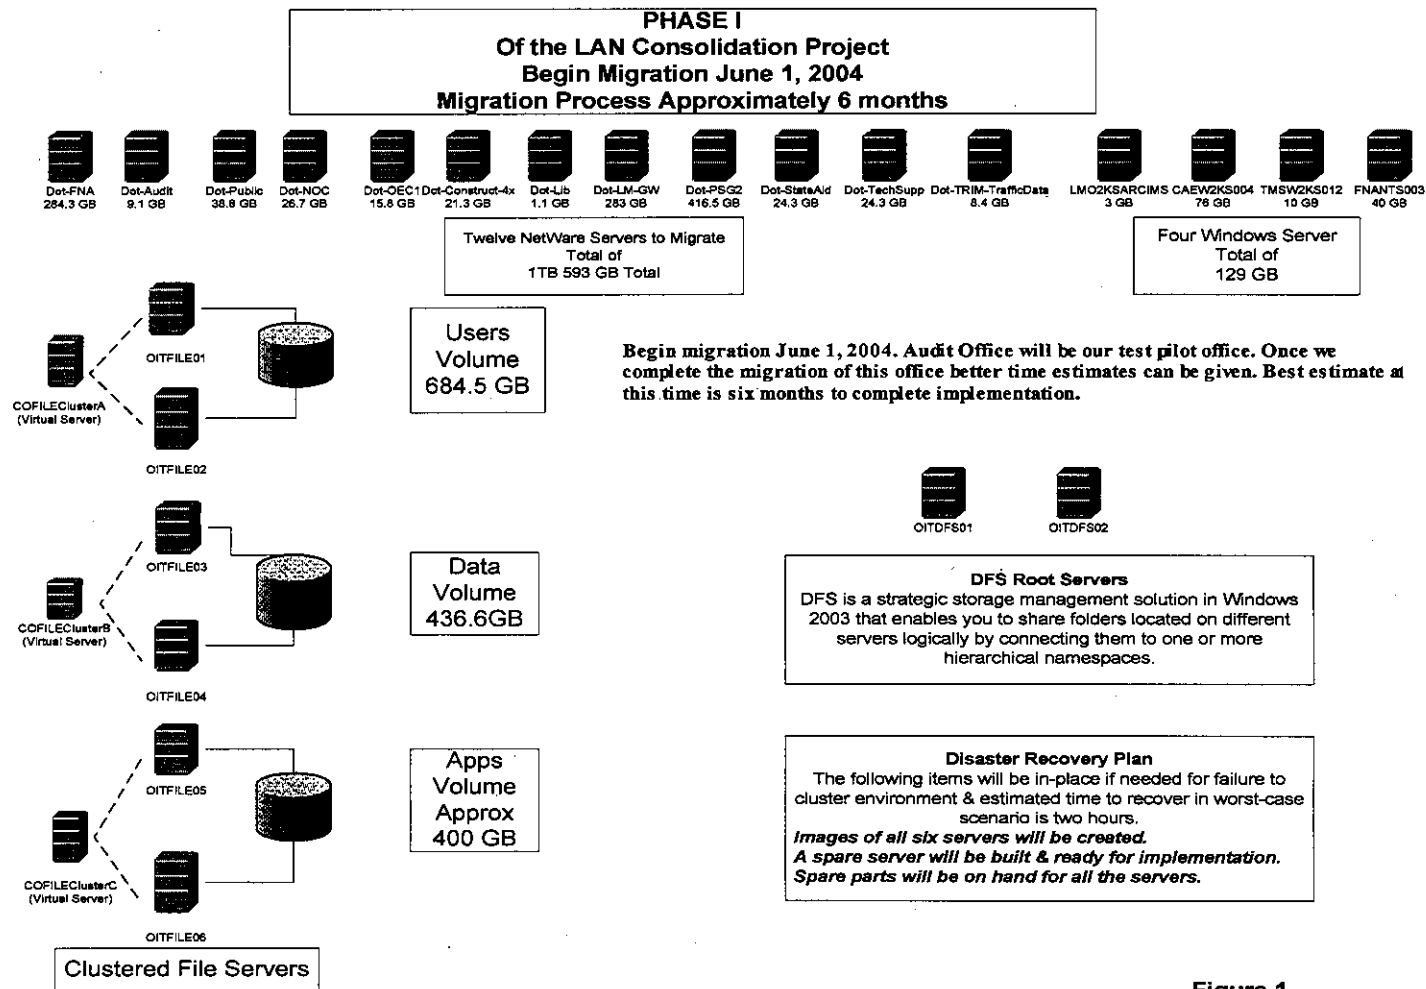 PHASE I
Of the LAN Consolidation Project
Begin Migration June 1, 2004
Migration Process Approximately 6 months
Dot-FNA
284.3 GB
Dot-Audit
9.1 GB
Dot-Public
38.8 GB
Dot-NOC
26.7 GB
Dot-OEC1
15.8 GB
Dot-Construct-4x
21.3 GB
Dot-Lib
1.1 GB
Dot-LM-GW
283 GB
Dot-PSG2
416.5 GB
Dot-StateAid
24.3 GB
Dot-TechSupp
24.3 GB
Dot-TRIM-TrafficData
8.4 GB
LMO2KSARCIMS
3 GB
CAEW2KS004
76 GB
TMSW2KS012
10 GB
FNANTS003
40 GB
Twelve NetWare Servers to Migrate
Total of
1TB 593 GB Total
Four Windows Server
Total of
129 GB
OITFILE01
COFILEClusterA
(Virtual Server)
OITFILE02
Users
Volume
684.5 GB
Begin migration June 1, 2004. Audit Office will be our test pilot office. Once we
complete the migration of this office better time estimates can be given. Best estimate at
this time is six months to complete implementation.
OITFILE03
COFILEClusterB
(Virtual Server)
OITFILE04
Data
Volume
436.6GB
OITDFS01
OITDFS02
DFS Root Servers
DFS is a strategic storage management solution in Windows
2003 that enables you to share folders located on different
servers logically by connecting them to one or more
hierarchical namespaces.
OITFILE05
COFILEClusterC
(Virtual Server)
OITFILE06
Apps
Volume
Approx
400 GB
Disaster Recovery Plan
The following items will be in-place if needed for failure to
cluster environment & estimated time to recover in worst-case
scenario is two hours.
Images of all six servers will be created.
A spare server will be built & ready for implementation.
Spare parts will be on hand for all the servers.
Clustered File Servers
Figure 1